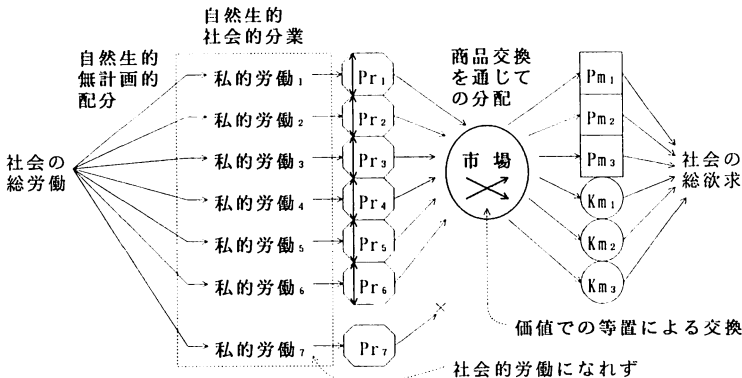 自然生的
社会的分業
自然生的
無計画的
配分
社会の
総労働
私的労働₁
私的労働₂
私的労働₃
私的労働₄
私的労働₅
私的労働₆
私的労働₇
Pr₁
Pr₂
Pr₃
Pr₄
Pr₅
Pr₆
Pr₇
商品交換
を通じて
の分配
市場
Pm₁
Pm₂
Pm₃
Km₁
Km₂
Km₃
社会の
総欲求
価値での等置による交換
社会的労働になれず